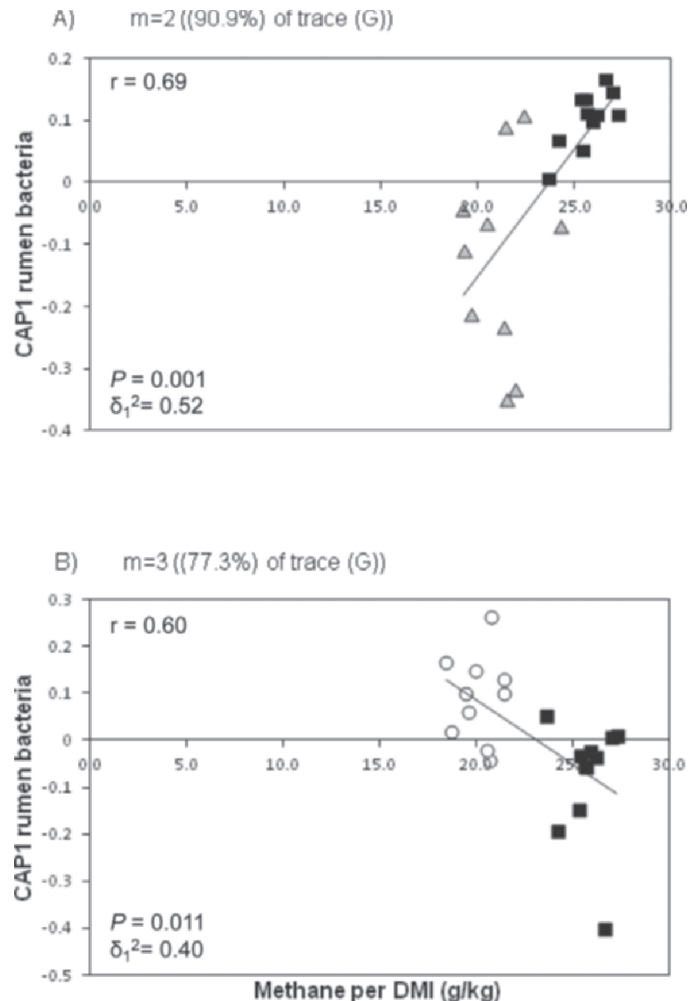 A) m=2 ((90.9%) of trace (G))
0.2
r = 0.69
0.1
0
0.0 5.0 10.0 15.0 20.0 25.0 30.0
-0.1
-0.2
-0.3
-0.4
CAP1 rumen bacteria
P = 0.001
δ₁²= 0.52
B) m=3 ((77.3%) of trace (G))
0.3
r = 0.60
0.2
0.1
0
0.0 5.0 10.0 15.0 20.0 25.0 30.0
-0.1
-0.2
-0.3
-0.4
-0.5
CAP1 rumen bacteria
P = 0.011
δ₁²= 0.40
Methane per DMI (g/kg)